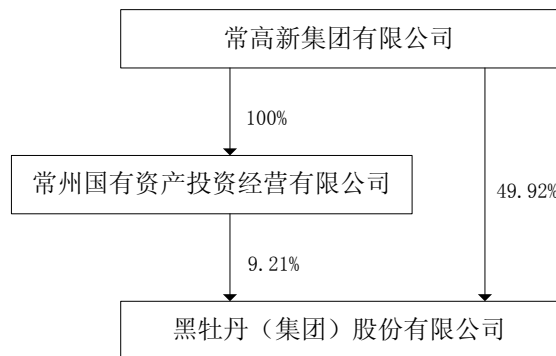 常高新集团有限公司
100%
常州国有资产投资经营有限公司
49.92%
9.21%
黑牡丹（集团）股份有限公司